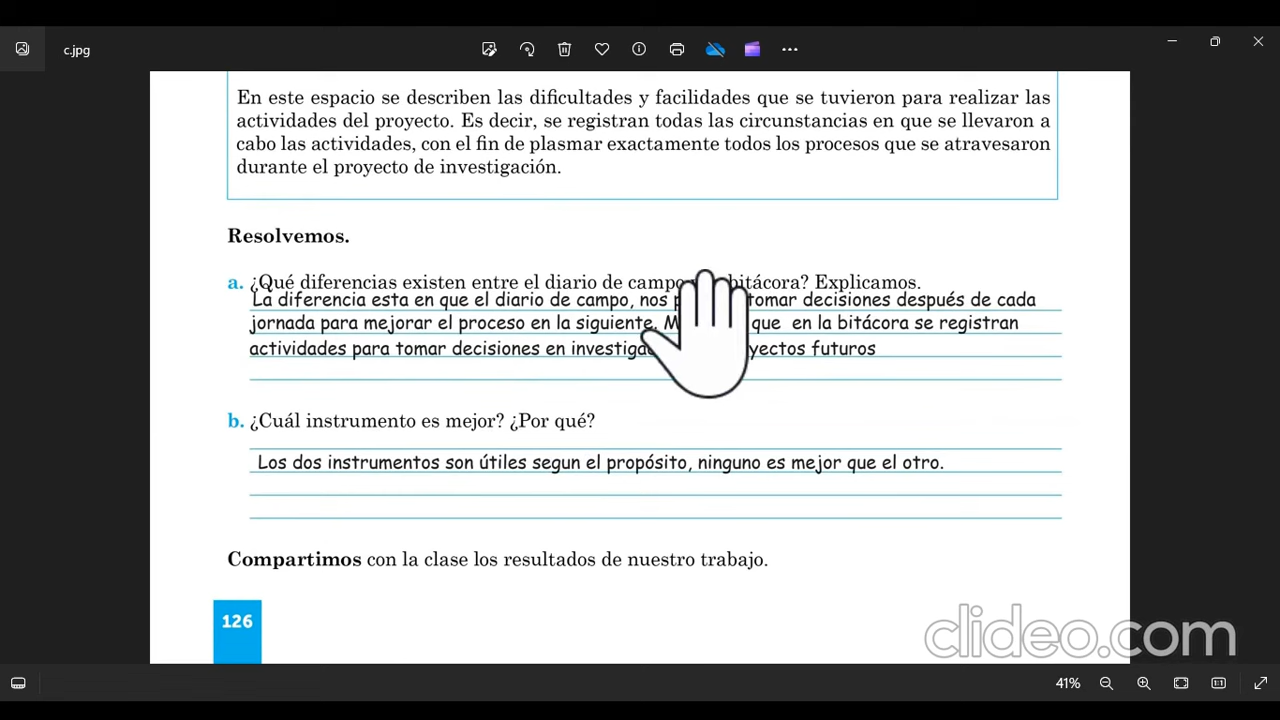 c.jpg
En este espacio se describen las dificultades y facilidades que se tuvieron para realizar las
actividades del proyecto. Es decir, se registran todas las circunstancias en que se llevaron a
cabo las actividades, con el fin de plasmar exactamente todos los procesos que se atravesaron
durante el proyecto de investigación.
Resolvemos.
a. ¿Qué diferencias existen entre el diario de campo bitácora? Explicamos.
La diferencia esta en que el diario de campo, nos tomar decisiones después de cada
jornada para mejorar el proceso en la siguiente. que en la bitácora se registran
actividades para tomar decisiones en futuros
b. ¿Cuál instrumento es mejor? ¿Por qué?
Los dos instrumentos son útiles segun el propósito, ninguno es mejor que el otro.
Compartimos con la clase los resultados de nuestro trabajo.
126
clideo.com
41%